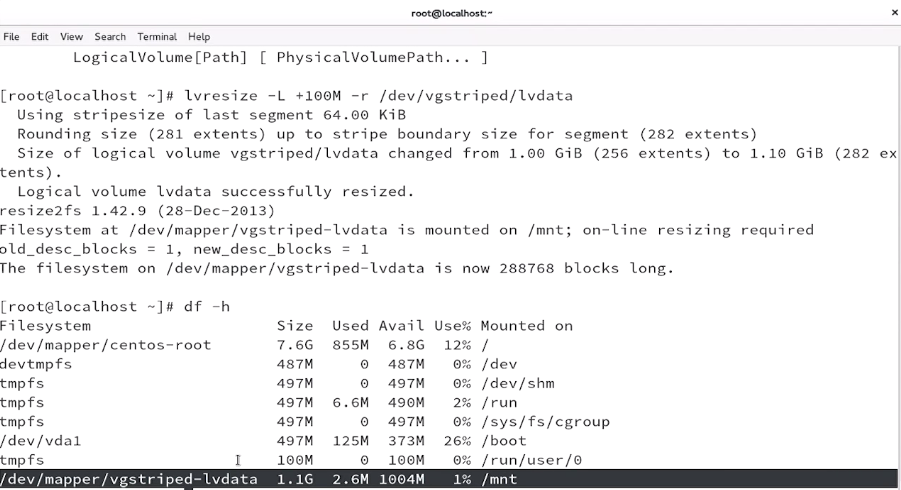 root@localhost:~
×
File Edit View Search Terminal Help
LogicalVolume[Path] [ PhysicalVolumePath... ]
[root@localhost ~]# lvresize -L +100M -r /dev/vgstriped/lvdata
Using stripesize of last segment 64.00 KiB
Rounding size (281 extents) up to stripe boundary size for segment (282 extents)
Size of logical volume vgstriped/lvdata changed from 1.00 GiB (256 extents) to 1.10 GiB (282 ex
tents).
Logical volume lvdata successfully resized.
resize2fs 1.42.9 (28-Dec-2013)
Filesystem at /dev/mapper/vgstriped-lvdata is mounted on /mnt; on-line resizing required
old_desc_blocks = 1, new_desc_blocks = 1
The filesystem on /dev/mapper/vgstriped-lvdata is now 288768 blocks long.
[root@localhost ~]# df -h
Filesystem Size Used Avail Use% Mounted on
/dev/mapper/centos-root 7.6G 855M 6.8G 12% /
devtmpfs 487M 0 487M 0% /dev
tmpfs 497M 0 497M 0% /dev/shm
tmpfs 497M 6.6M 490M 2% /run
tmpfs 497M 0 497M 0% /sys/fs/cgroup
/dev/vda1 497M 125M 373M 26% /boot
tmpfs 100M 0 100M 0% /run/user/0
/dev/mapper/vgstriped-lvdata 1.1G 2.6M 1004M 1% /mnt